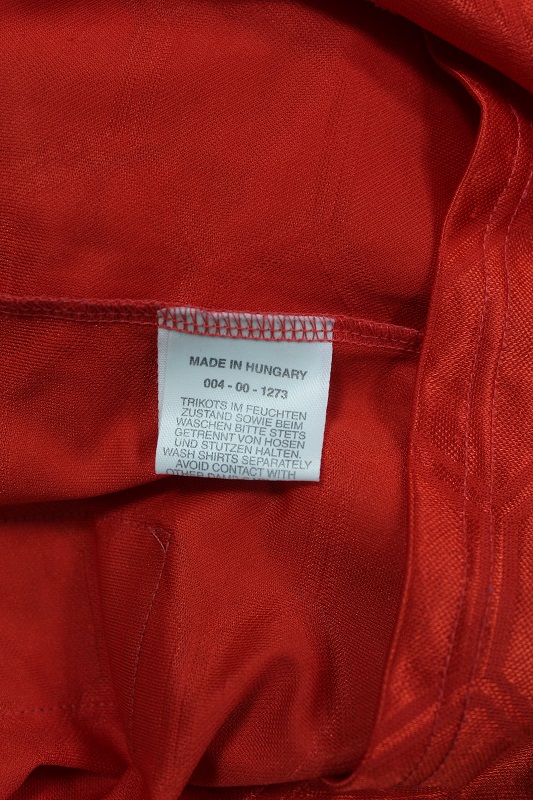 MADE IN HUNGARY
004 - 00 - 1273
TRIKOTS IM FEUCHTEN
ZUSTAND SOWIE BEIM
WASCHEN BITTE STETS
GETRENNT VON HOSEN
UND STUTZEN HALTEN.
WASH SHIRTS SEPARATELY
AVOID CONTACT WITH
OTHER